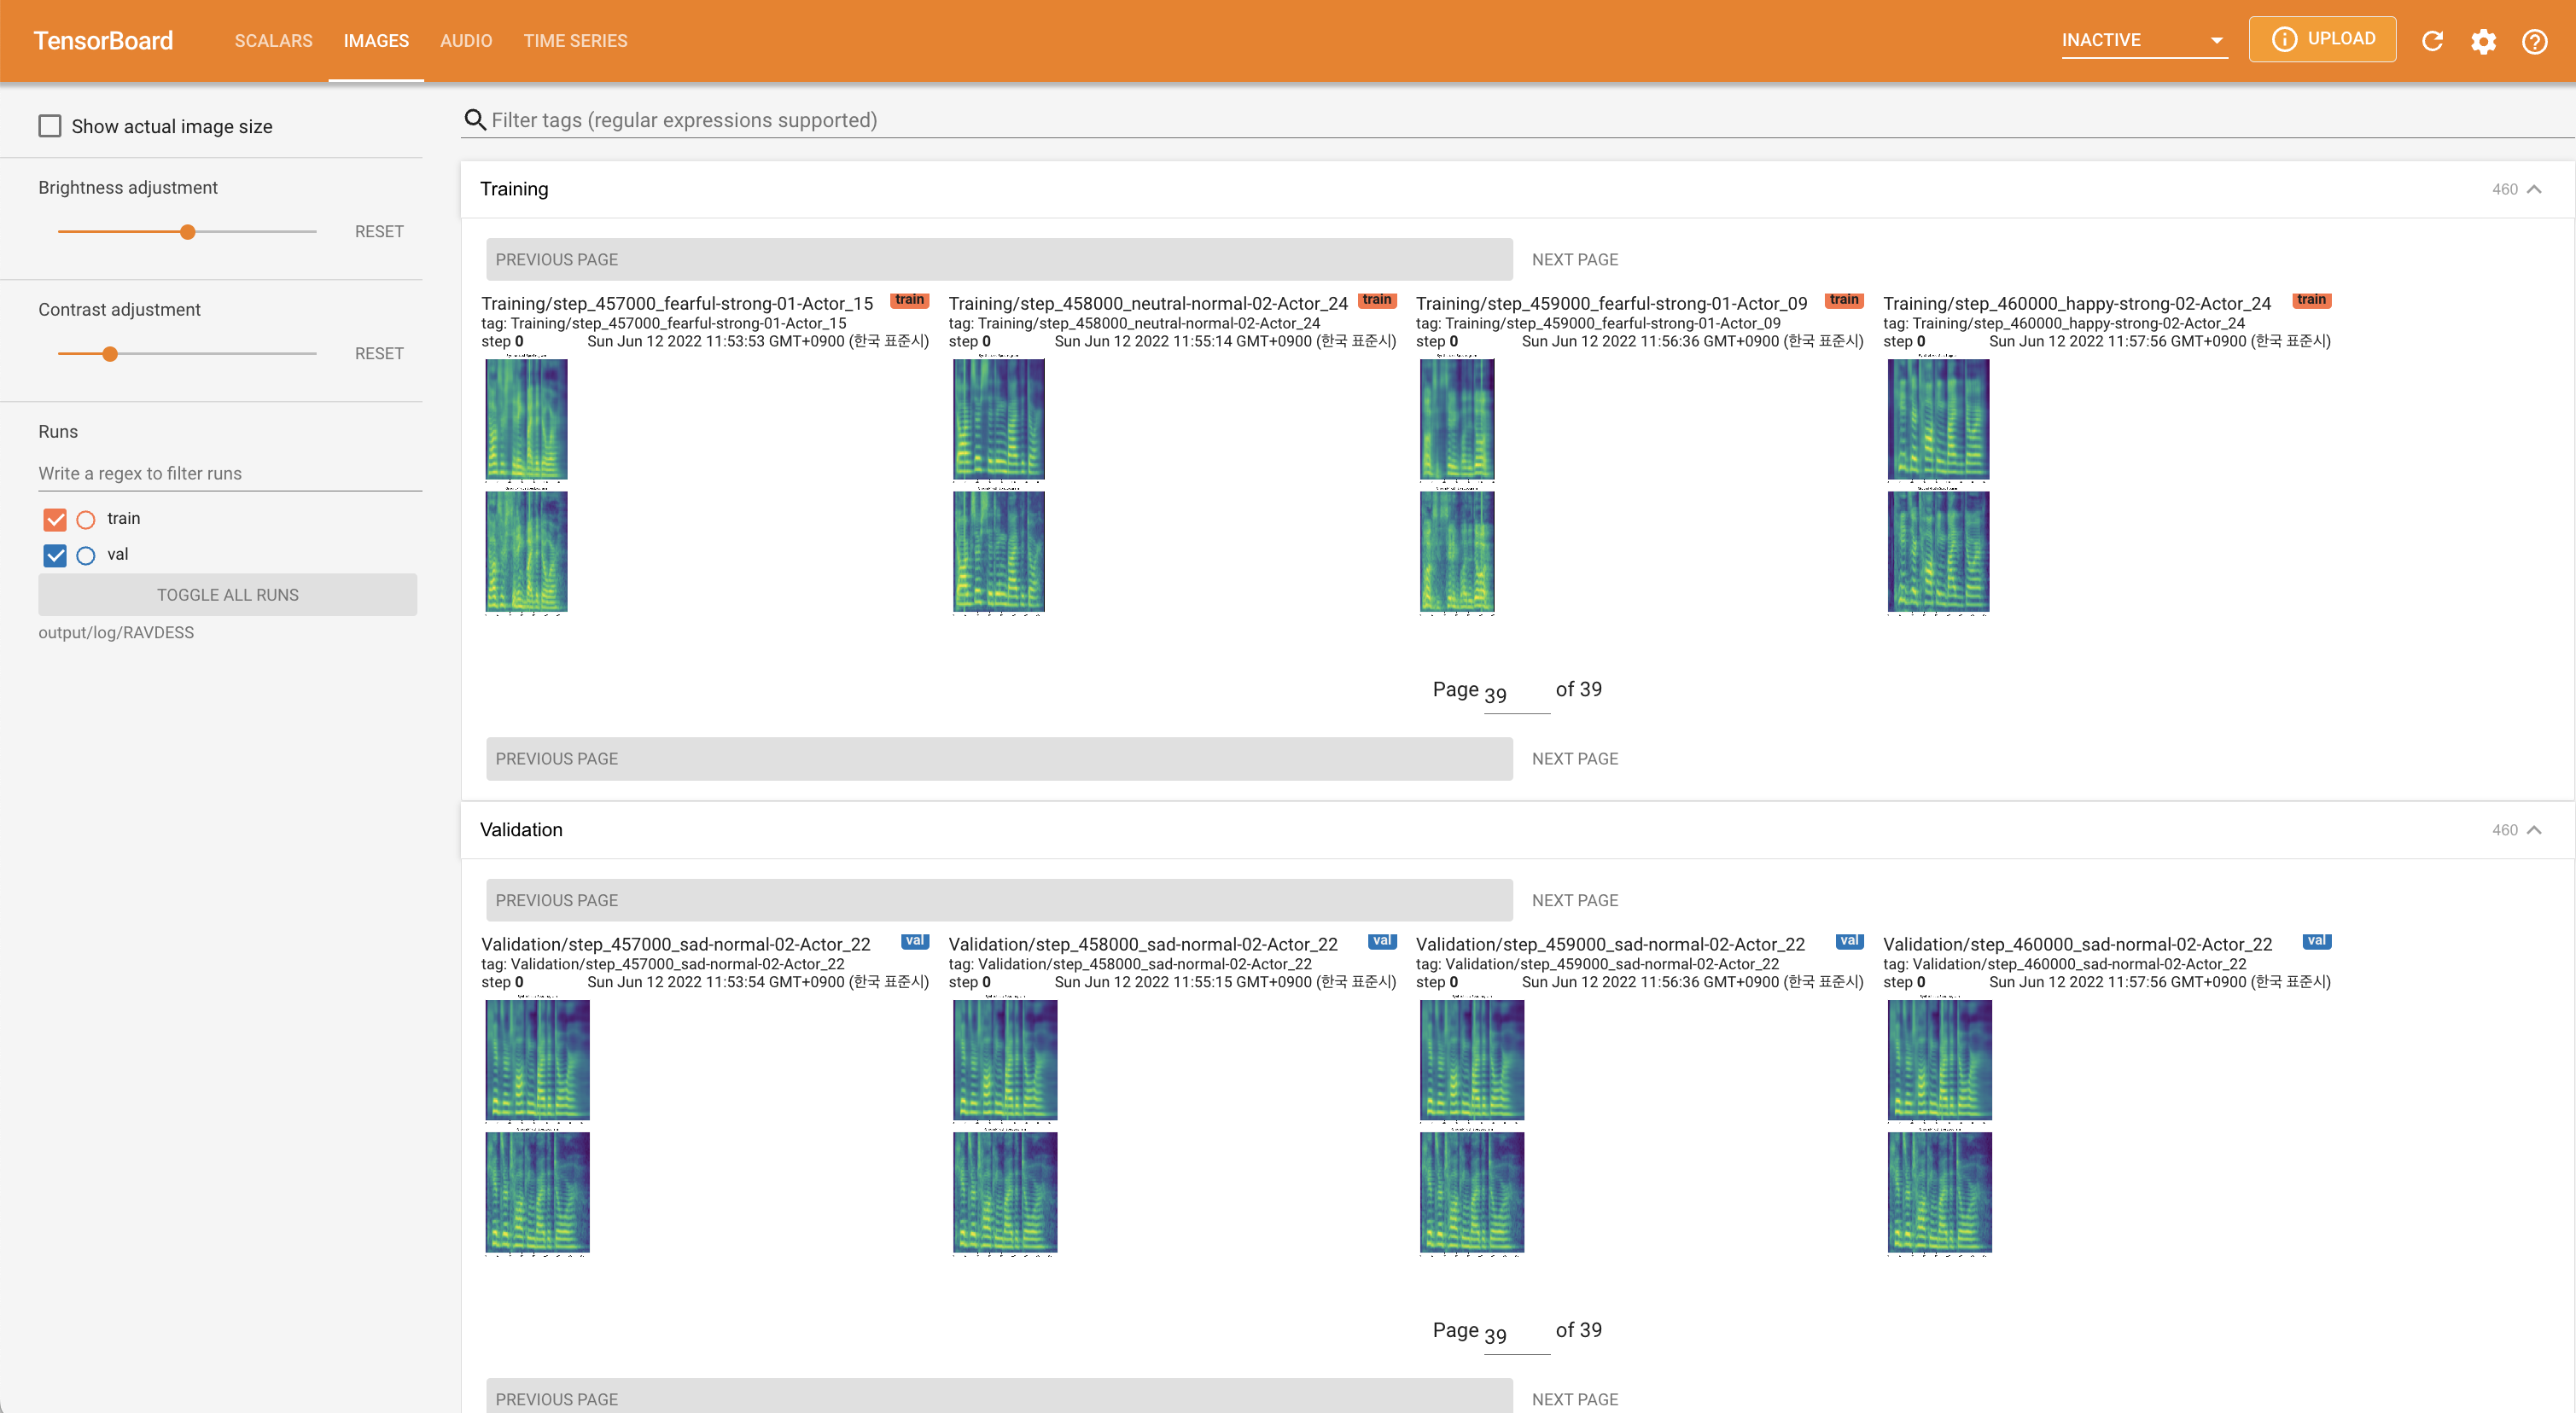 TensorBoard
SCALARS
IMAGES
AUDIO
TIME SERIES
INACTIVE
UPLOAD
Show actual image size
Brightness adjustment
RESET
Contrast adjustment
RESET
Runs
Write a regex to filter runs
train
val
TOGGLE ALL RUNS
output/log/RAVDESS
Filter tags (regular expressions supported)
Training
460
PREVIOUS PAGE
NEXT PAGE
Training/step_457000_fearful-strong-01-Actor_15
train
tag: Training/step_457000_fearful-strong-01-Actor_15
step 0
Sun Jun 12 2022 11:53:53 GMT+0900 (한국 표준시)
Training/step_458000_neutral-normal-02-Actor_24
train
tag: Training/step_458000_neutral-normal-02-Actor_24
step 0
Sun Jun 12 2022 11:55:14 GMT+0900 (한국 표준시)
Training/step_459000_fearful-strong-01-Actor_09
train
tag: Training/step_459000_fearful-strong-01-Actor_09
step 0
Sun Jun 12 2022 11:56:36 GMT+0900 (한국 표준시)
Training/step_460000_happy-strong-02-Actor_24
train
tag: Training/step_460000_happy-strong-02-Actor_24
step 0
Sun Jun 12 2022 11:57:56 GMT+0900 (한국 표준시)
Page 39 of 39
PREVIOUS PAGE
NEXT PAGE
Validation
460
PREVIOUS PAGE
NEXT PAGE
Validation/step_457000_sad-normal-02-Actor_22
val
tag: Validation/step_457000_sad-normal-02-Actor_22
step 0
Sun Jun 12 2022 11:53:54 GMT+0900 (한국 표준시)
Validation/step_458000_sad-normal-02-Actor_22
val
tag: Validation/step_458000_sad-normal-02-Actor_22
step 0
Sun Jun 12 2022 11:55:15 GMT+0900 (한국 표준시)
Validation/step_459000_sad-normal-02-Actor_22
val
tag: Validation/step_459000_sad-normal-02-Actor_22
step 0
Sun Jun 12 2022 11:56:36 GMT+0900 (한국 표준시)
Validation/step_460000_sad-normal-02-Actor_22
val
tag: Validation/step_460000_sad-normal-02-Actor_22
step 0
Sun Jun 12 2022 11:57:56 GMT+0900 (한국 표준시)
Page 39 of 39
PREVIOUS PAGE
NEXT PAGE